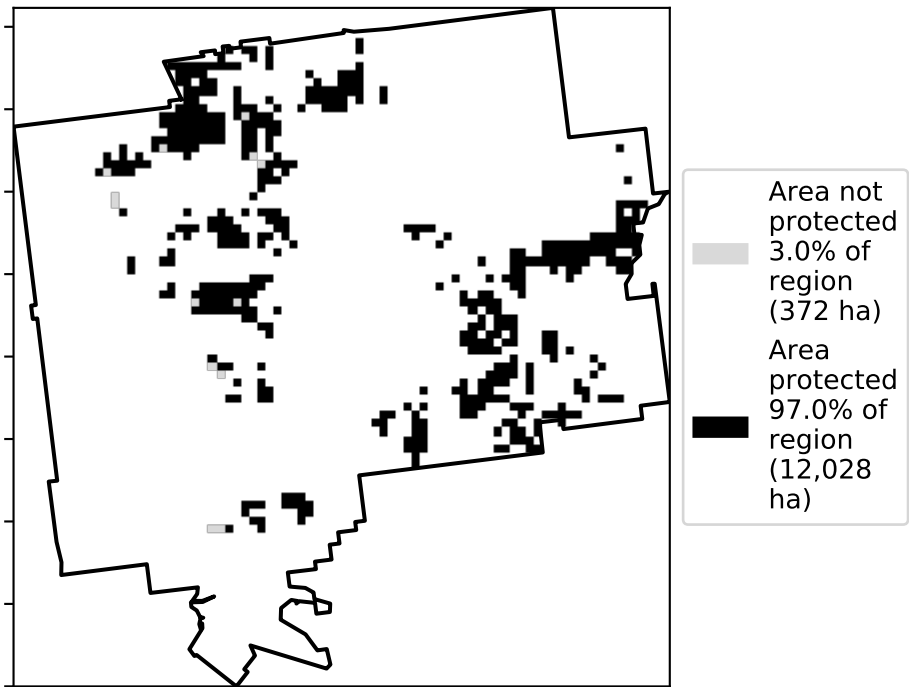 Area not
protected
3.0% of
region
(372 ha)
Area
protected
97.0% of
region
(12,028
ha)